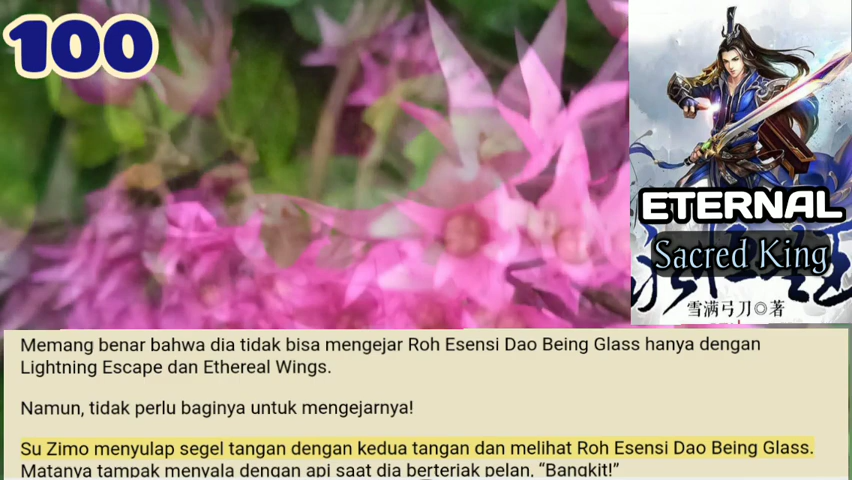 100
ETERNAL
Sacred King
雪满弓刀◎著
Memang benar bahwa dia tidak bisa mengejar Roh Esensi Dao Being Glass hanya dengan
Lightning Escape dan Ethereal Wings.
Namun, tidak perlu baginya untuk mengejarnya!
Su Zimo menyulap segel tangan dengan kedua tangan dan melihat Roh Esensi Dao Being Glass.
Matanya tampak menyala dengan api saat dia berteriak pelan, “Bangkit!”